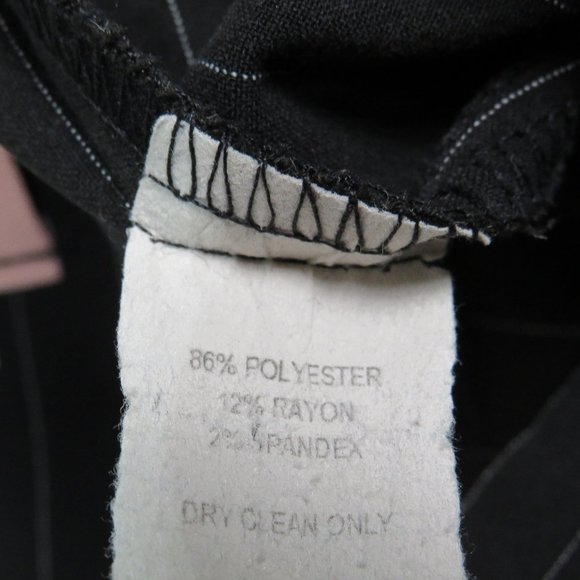 86% POLYESTER
12% RAYON
2% SPANDEX
DRY CLEAN ONLY